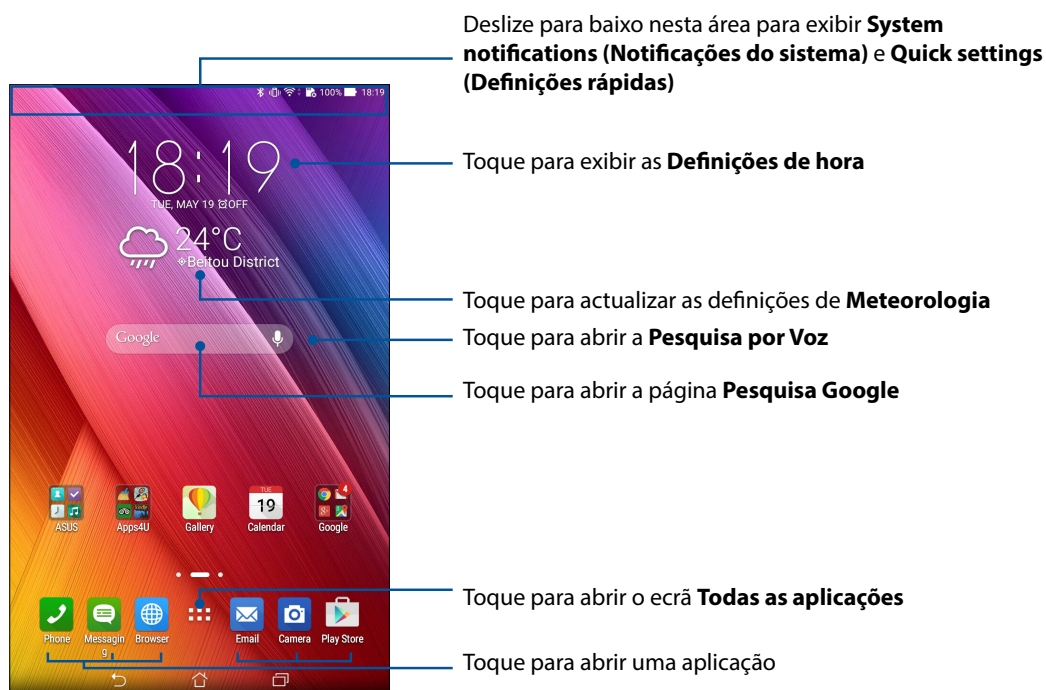 Deslize para baixo nesta área para exibir System
notificações (Notificações do sistema) e Quick settings
(Definições rápidas)
100% 18:19
18:19
Toque para exibir as Definições de hora
TUE, MAY 19 OFF
24°C
Beitou District
Toque para actualizar as definições de Meteorologia
Google
Toque para abrir a Pesquisa por Voz
Toque para abrir a página Pesquisa Google
4
TUE
19
kindle
ASUS Apps4U Gallery Calendar Google
Toque para abrir o ecrã Todas as aplicações
Phone Messagin Browser Email Camera Play Store
g
Toque para abrir uma aplicação